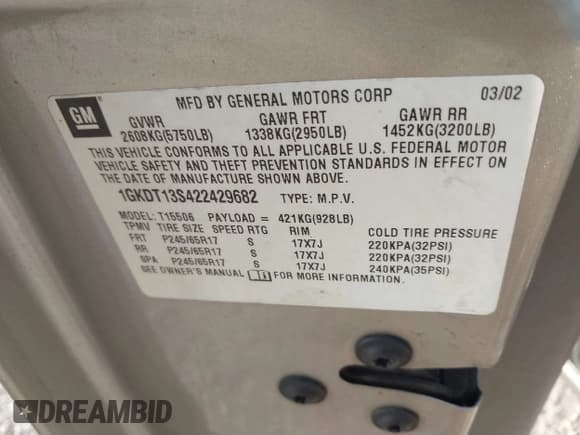 GM
MFD BY GENERAL MOTORS CORP 03/02
GVWR GAWR FRT GAWR RR
2608KG(5750LB) 1338KG(2950LB) 1452KG(3200LB)
THIS VEHICLE CONFORMS TO ALL APPLICABLE U.S. FEDERAL MOTOR
VEHICLE SAFETY AND THEFT PREVENTION STANDARDS IN EFFECT ON
THE DATE OF MANUFACTURE SHOWN ABOVE.
1GKDT13S422429682 TYPE: M.P.V.
MODEL: T15506 PAYLOAD = 421KG(928LB)
TPMV TIRE SIZE SPEED RTG RIM COLD TIRE PRESSURE
FRT P245/65R17 S 17X7J 220KPA(32PSI)
RR P245/65R17 S 17X7J 220KPA(32PSI)
SPA P245/65R17 S 17X7J 240KPA(35PSI)
SEE OWNER'S MANUAL FOR MORE INFORMATION.
DREAMBID